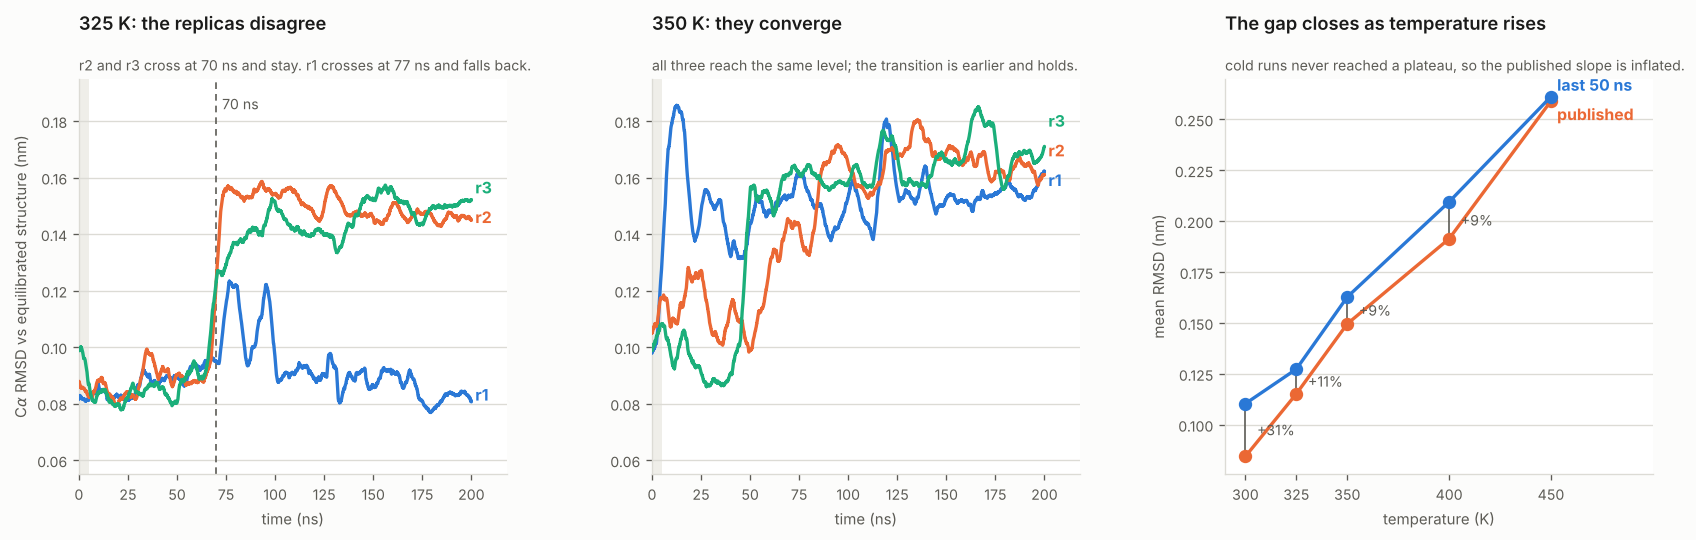 325 K: the replicas disagree
r2 and r3 cross at 70 ns and stay. r1 crosses at 77 ns and falls back.
70 ns
0.18
0.16
0.14
0.12
0.10
0.08
0.06
Cα RMSD vs equilibrated structure (nm)
r3
r2
r1
0 25 50 75 100 125 150 175 200
time (ns)
350 K: they converge
all three reach the same level; the transition is earlier and holds.
0.18
0.16
0.14
0.12
0.10
0.08
0.06
r3
r2
r1
0 25 50 75 100 125 150 175 200
time (ns)
The gap closes as temperature rises
cold runs never reached a plateau, so the published slope is inflated.
last 50 ns
published
0.250
0.225
0.200
0.175
0.150
0.125
0.100
mean RMSD (nm)
+9%
+9%
+11%
+31%
300 325 350 400 450
temperature (K)